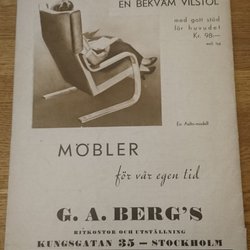 EN BEKVÄM VILSTOL
med gott stöd
för huvudet
Kr. 98.—
En Aalto-modell
MÖBLER
för vår egen tid
G. A. BERG'S
RITKONTOR OCH UTSTÄLLNING
KUNGSGATAN 35 — STOCKHOLM